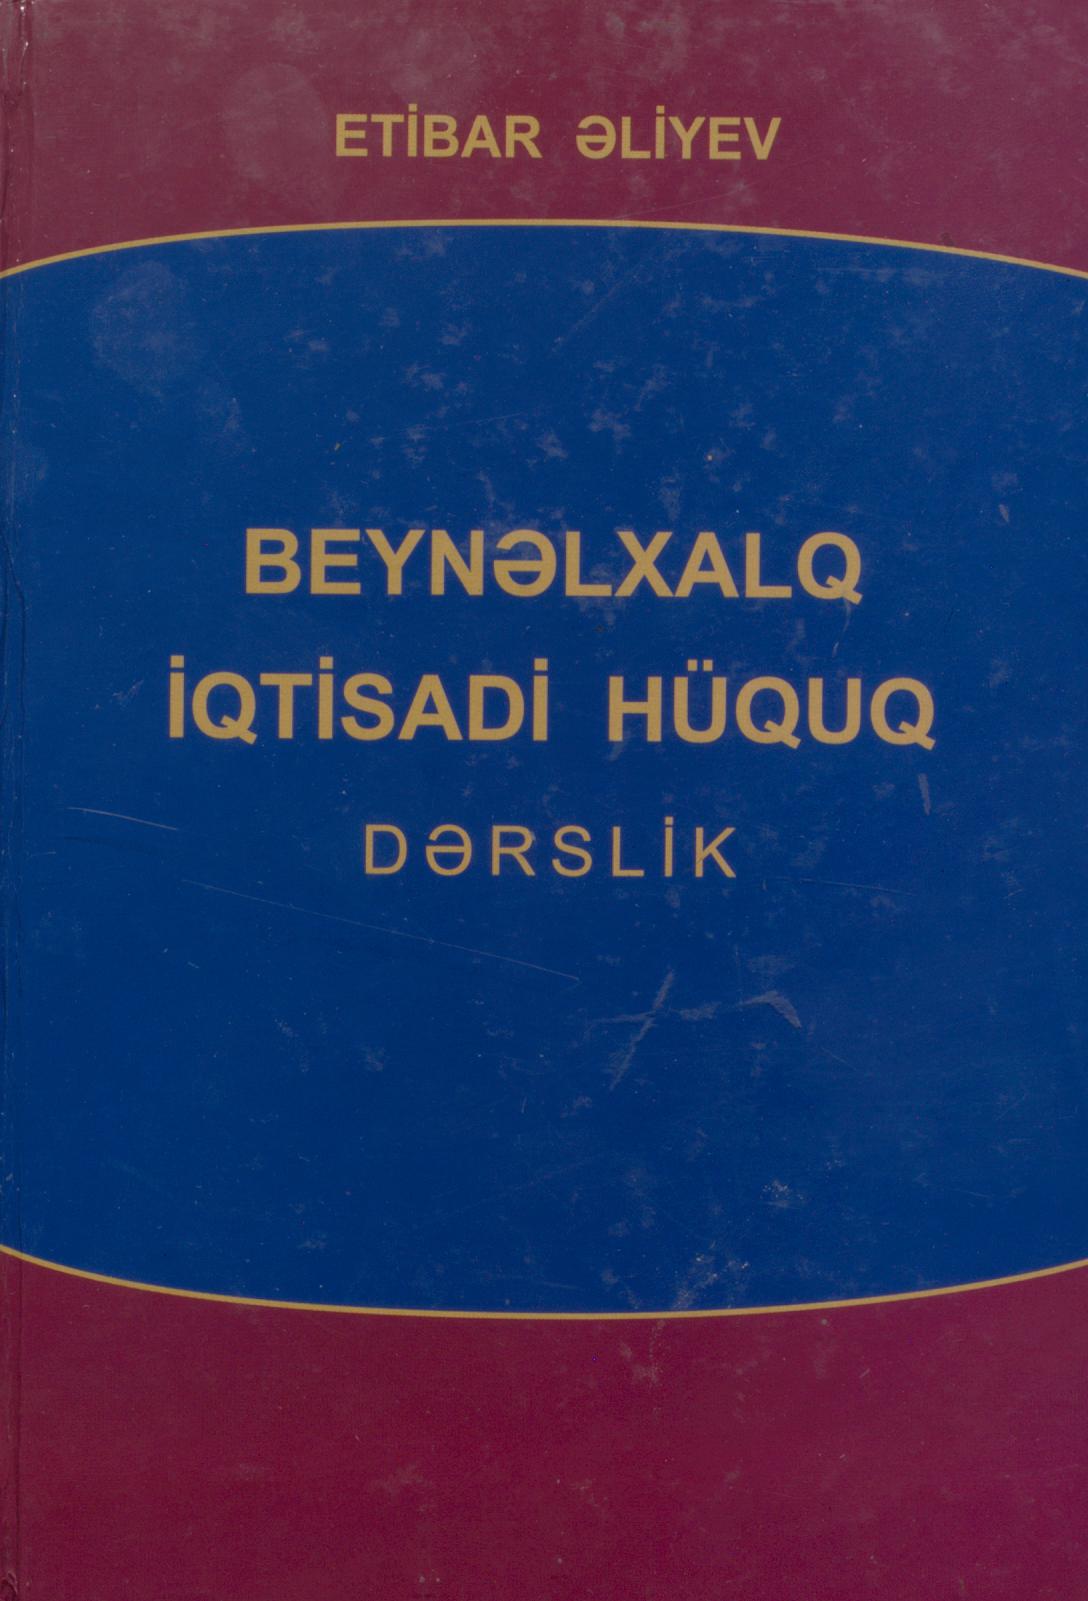 ETİBAR ƏLİYEV
BEYNƏLXALQ
İQTİSADİ HÜQUQ
DƏRSLİK